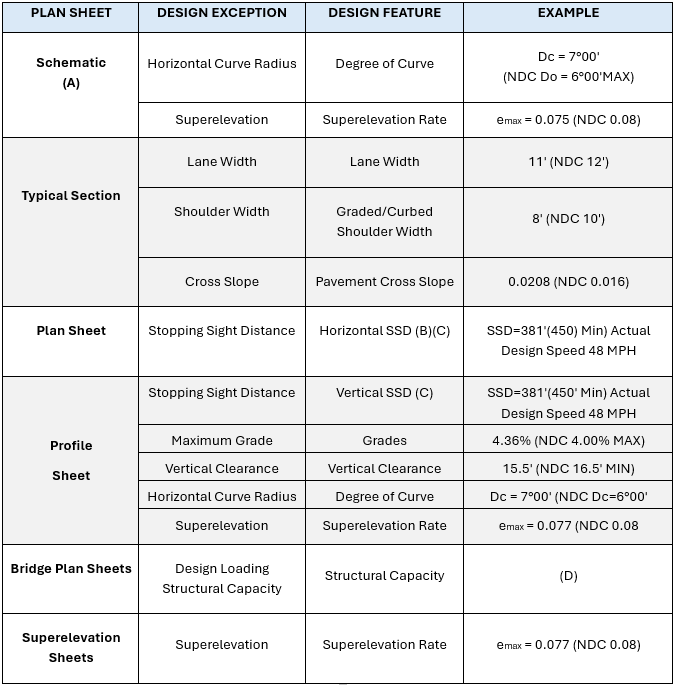 PLAN SHEET DESIGN EXCEPTION DESIGN FEATURE EXAMPLE
Schematic
(A)
Horizontal Curve Radius
Degree of Curve
Dc = 7°00'
(NDC Do = 6°00'MAX)
Superelevation
Superelevation Rate
emax = 0.075 (NDC 0.08)
Typical Section
Lane Width
Lane Width
11' (NDC 12')
Shoulder Width
Graded/Curbed
Shoulder Width
8' (NDC 10')
Cross Slope
Pavement Cross Slope
0.0208 (NDC 0.016)
Plan Sheet
Stopping Sight Distance
Horizontal SSD (B)(C)
SSD=381'(450) Min) Actual
Design Speed 48 MPH
Profile
Sheet
Stopping Sight Distance
Vertical SSD (C)
SSD=381'(450' Min) Actual
Design Speed 48 MPH
Maximum Grade
Grades
4.36% (NDC 4.00% MAX)
Vertical Clearance
Vertical Clearance
15.5' (NDC 16.5' MIN)
Horizontal Curve Radius
Degree of Curve
Dc = 7°00' (NDC Dc=6°00'
Superelevation
Superelevation Rate
emax = 0.077 (NDC 0.08
Bridge Plan Sheets
Design Loading
Structural Capacity
Structural Capacity
(D)
Superelevation
Sheets
Superelevation
Superelevation Rate
emax = 0.077 (NDC 0.08)